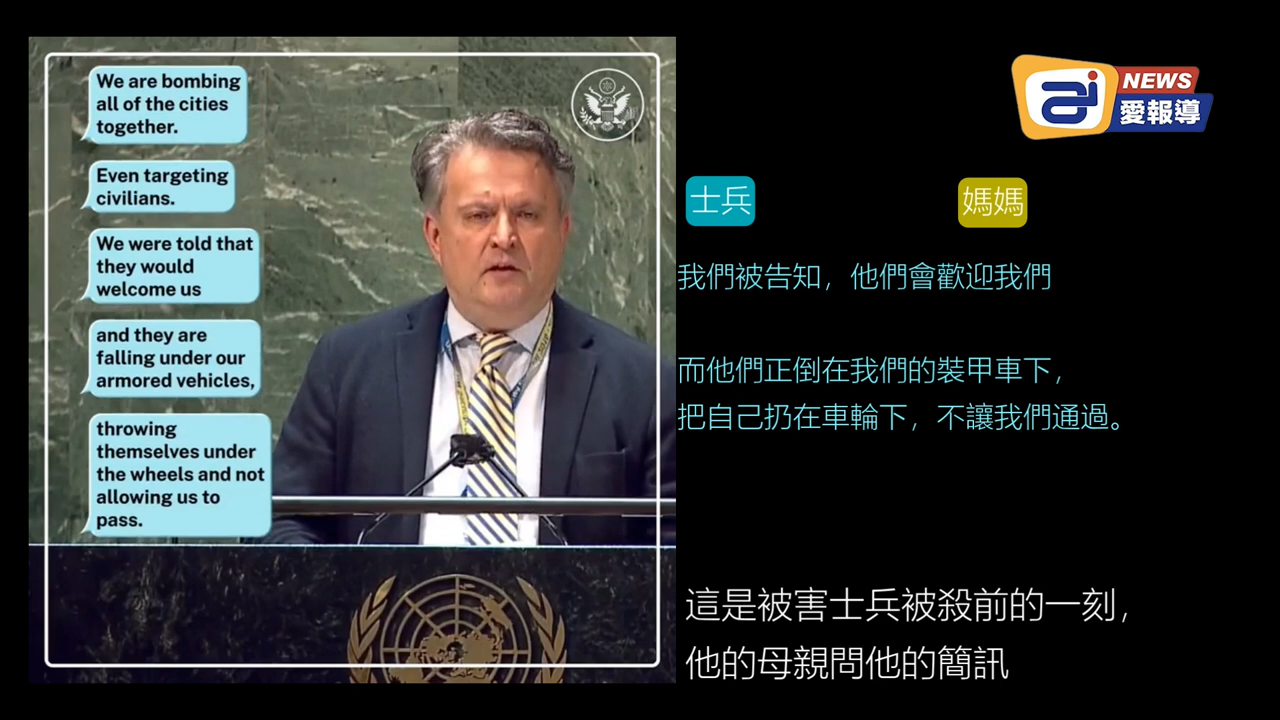 We are bombing
all of the cities
together.
Even targeting
civilians.
We were told that
they would
welcome us
and they are
falling under our
armored vehicles,
throwing
themselves under
the wheels and not
allowing us to
pass.
ai NEWS
愛報導
士兵
媽媽
我們被告知，他們會歡迎我們
而他們正倒在我們的裝甲車下，
把自己扔在車輪下，不讓我們通過。
這是被害士兵被殺前的一刻，
他的母親問他的簡訊